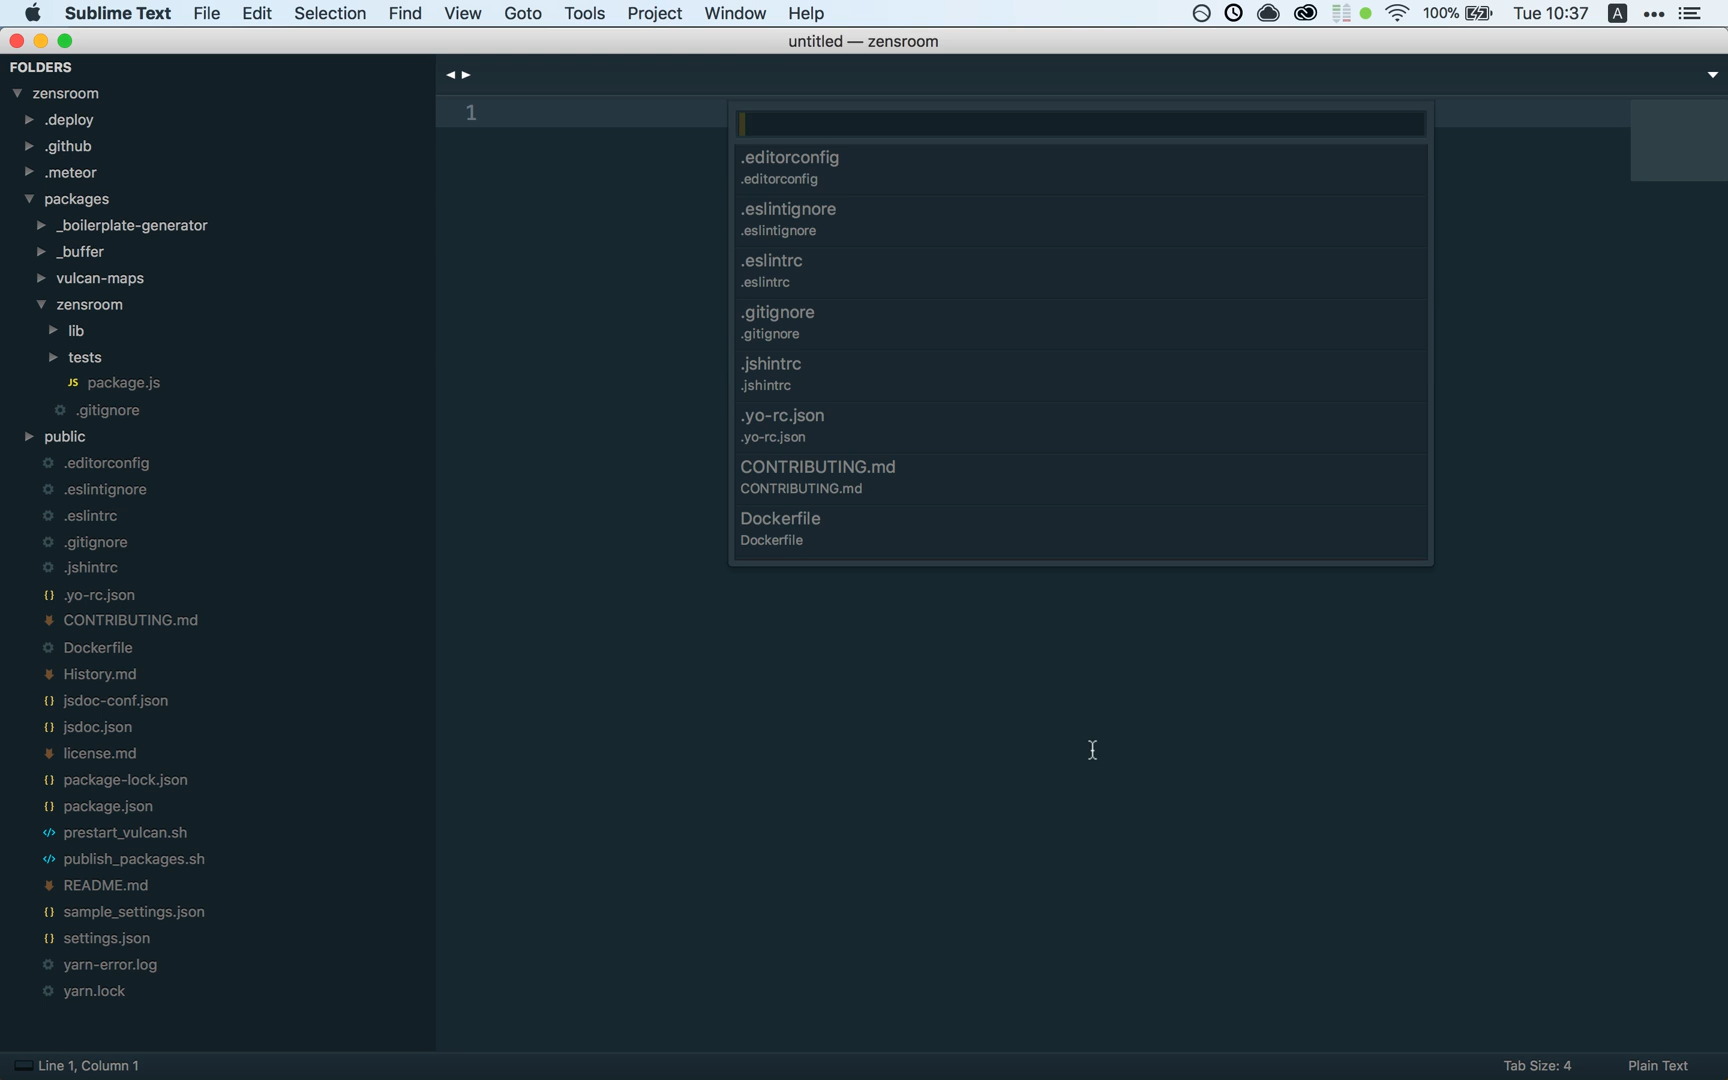 Sublime Text File Edit Selection Find View Goto Tools Project Window Help 100% Tue 10:37 A
untitled — zensroom
FOLDERS
zensroom
.deploy
.github
.meteor
packages
_boilerplate-generator
_buffer
vulcan-maps
zensroom
lib
tests
JS package.js
.gitignore
public
.editorconfig
.eslintignore
.eslintrc
.gitignore
.jshintrc
{} .yo-rc.json
CONTRIBUTING.md
Dockerfile
History.md
{} jsdoc-conf.json
{} jsdoc.json
license.md
{} package-lock.json
{} package.json
</> prestart_vulcan.sh
</> publish_packages.sh
README.md
{} sample_settings.json
{} settings.json
yarn-error.log
yarn.lock
1
.editorconfig
.editorconfig
.eslintignore
.eslintignore
.eslintrc
.eslintrc
.gitignore
.gitignore
.jshintrc
.jshintrc
.yo-rc.json
.yo-rc.json
CONTRIBUTING.md
CONTRIBUTING.md
Dockerfile
Dockerfile
Line 1, Column 1
Tab Size: 4 Plain Text